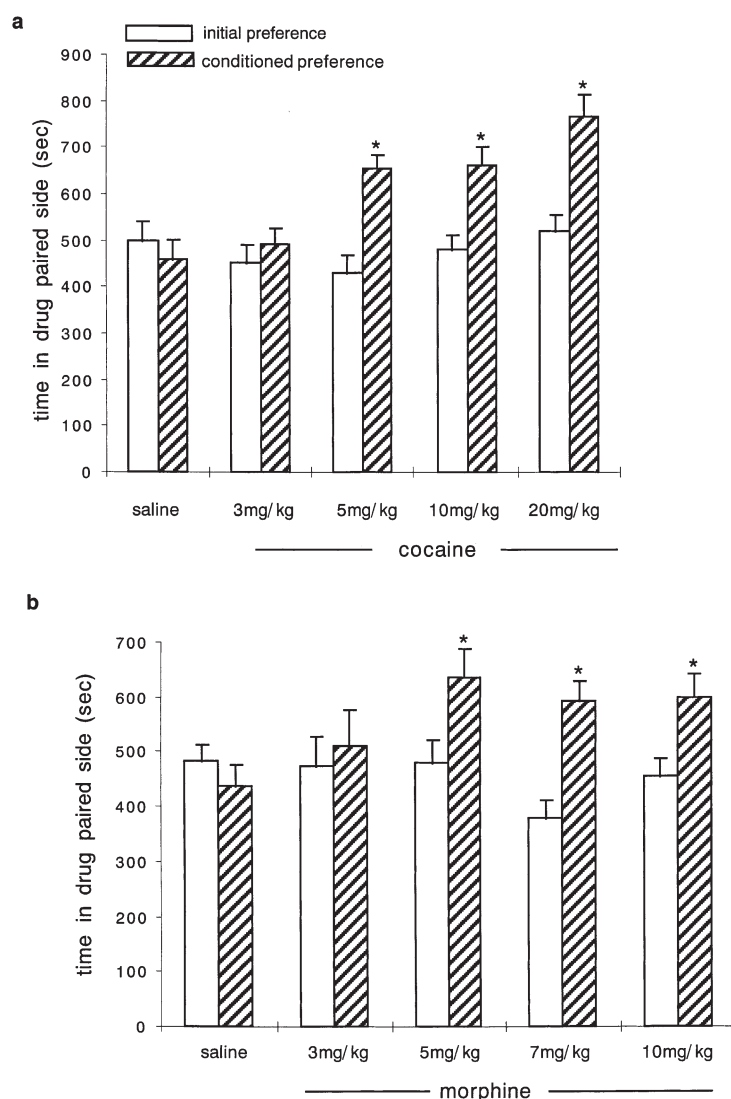 a
initial preference
conditioned preference
900
800
700
600
500
400
300
200
100
0
time in drug paired side (sec)
*
*
*
saline
3mg/kg
5mg/kg
10mg/kg
20mg/kg
cocaine
b
700
600
500
400
300
200
100
0
time in drug paired side (sec)
*
*
*
saline
3mg/kg
5mg/kg
7mg/kg
10mg/kg
morphine